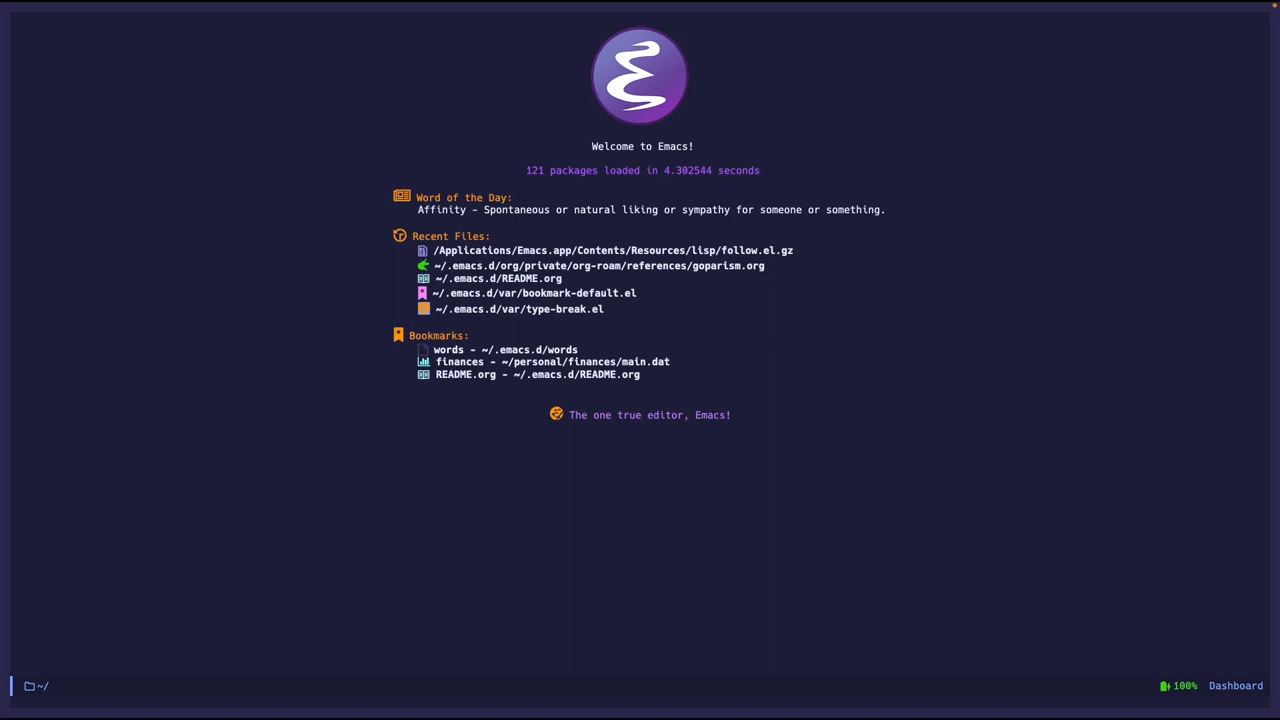 Welcome to Emacs!
121 packages loaded in 4.302544 seconds
Word of the Day:
Affinity - Spontaneous or natural liking or sympathy for someone or something.
Recent Files:
/Applications/Emacs.app/Contents/Resources/lisp/follow.el.gz
~/.emacs.d/org/private/org-roam/references/goparism.org
~/.emacs.d/README.org
~/.emacs.d/var/bookmark-default.el
~/.emacs.d/var/type-break.el
Bookmarks:
words - ~/.emacs.d/words
finances - ~/personal/finances/main.dat
README.org - ~/.emacs.d/README.org
The one true editor, Emacs!
~/
100% Dashboard